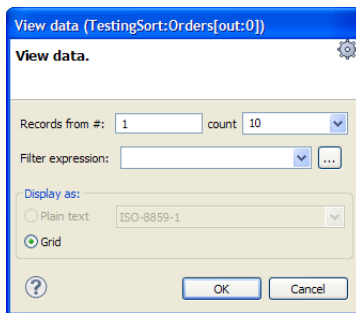 View data (TestingSort:Orders[out:0])
View data.
Records from #: 1 count 10
Filter expression: ...
Display as:
Plain text ISO-8859-1
Grid
? OK Cancel